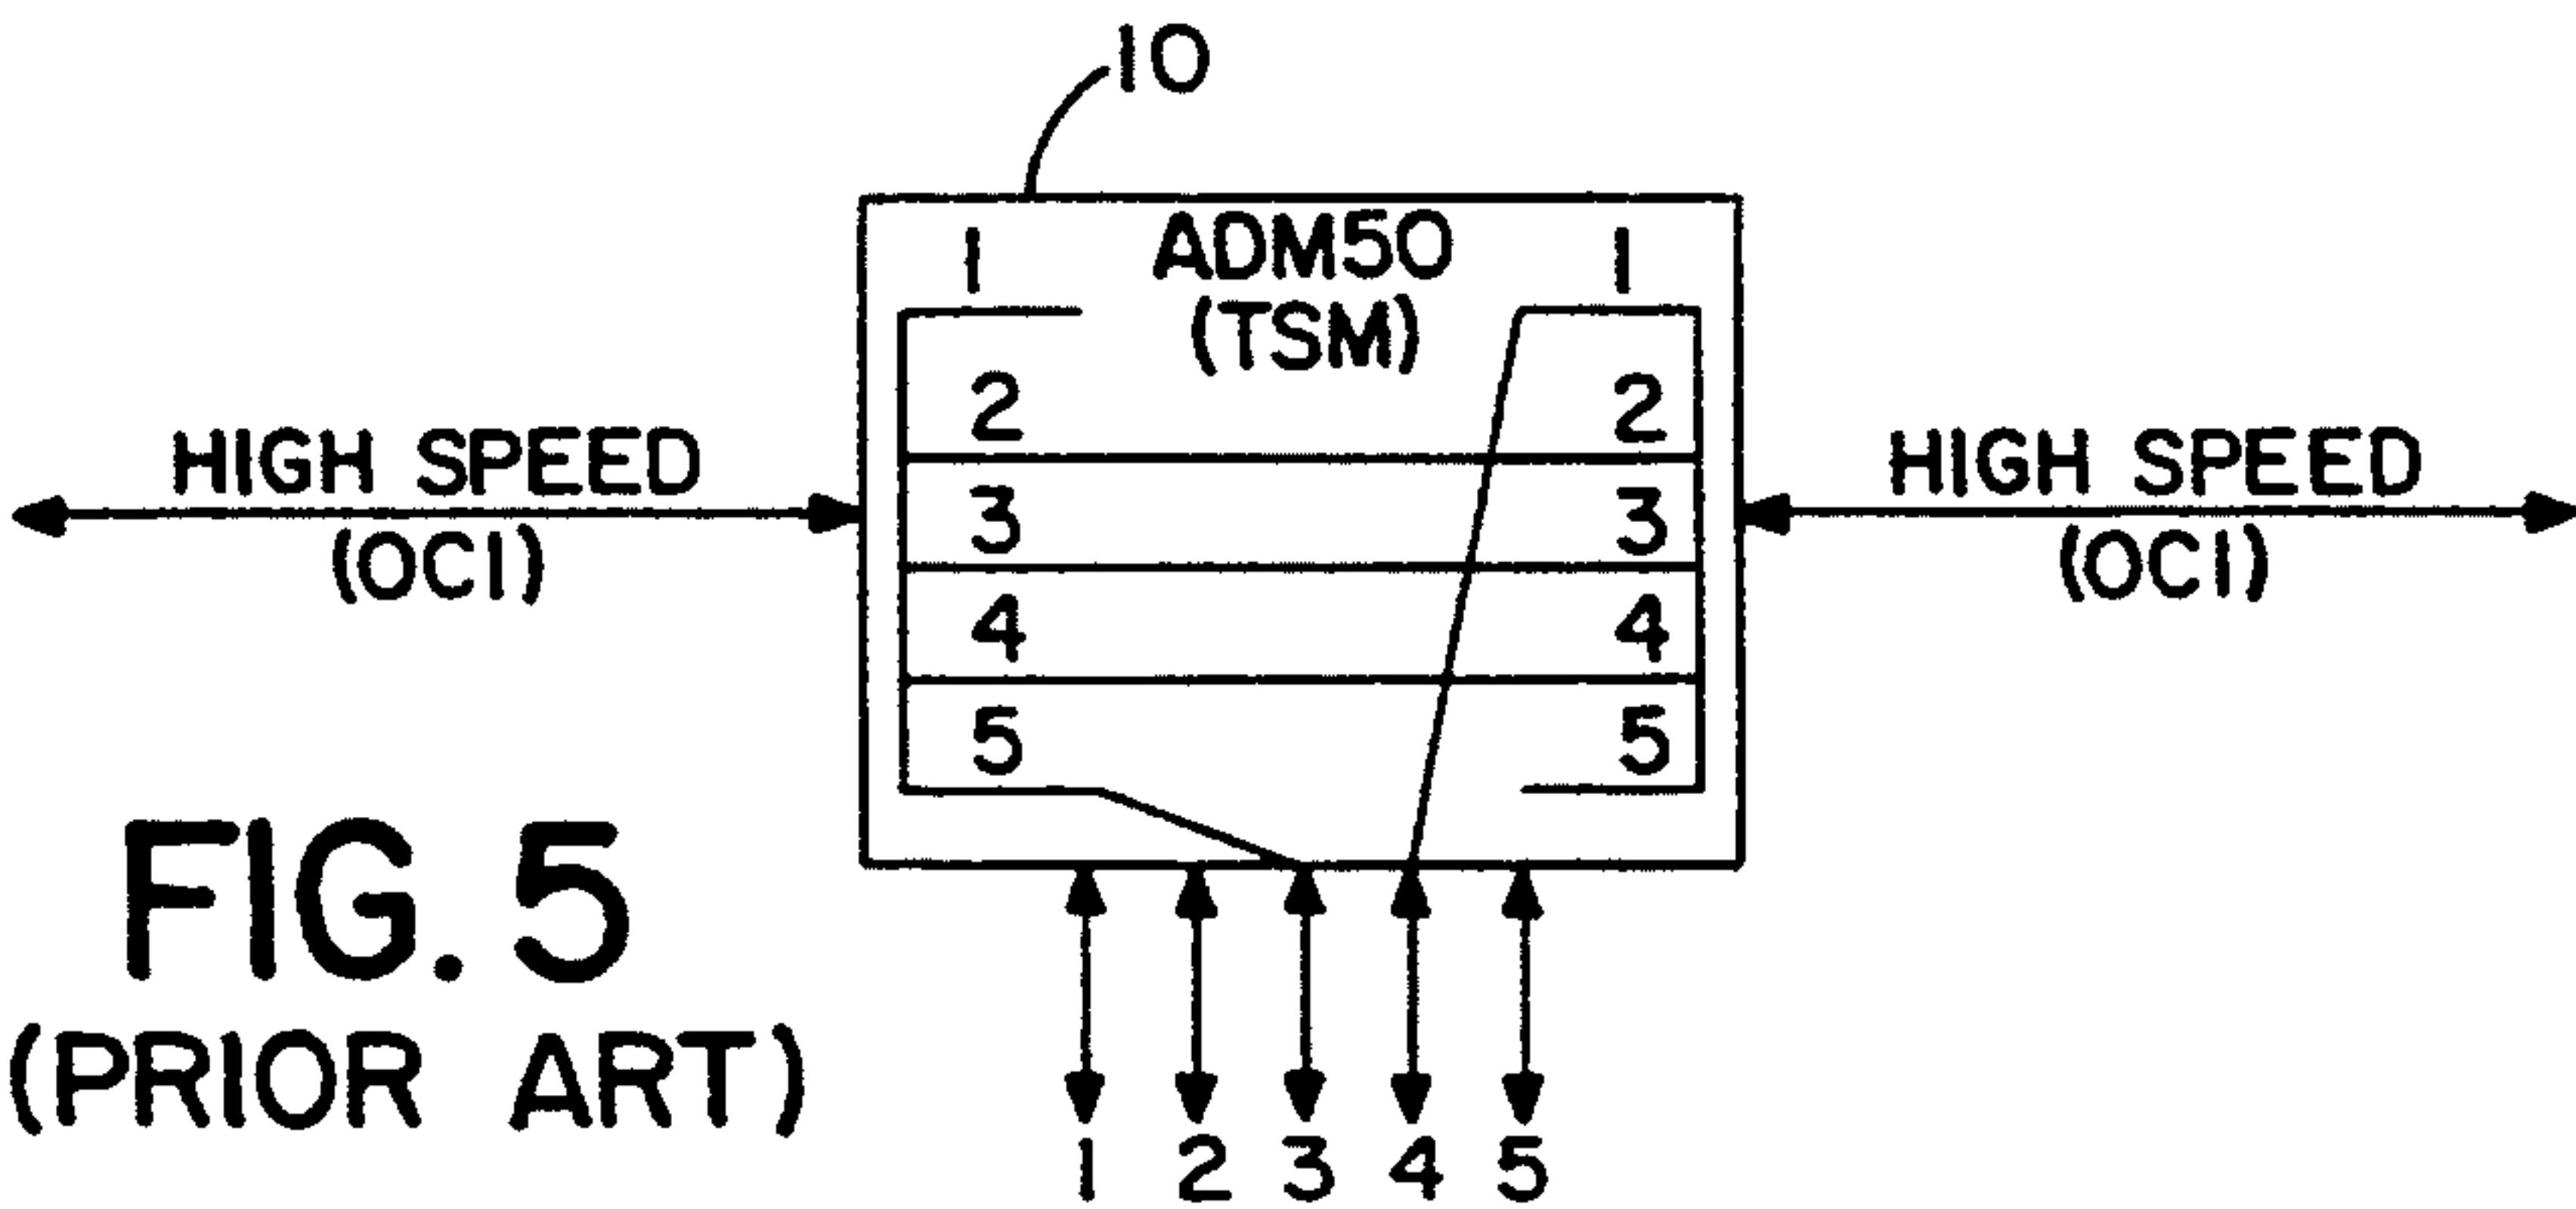 10
1 ADM50 1
(TSM)
2 2
HIGH SPEED HIGH SPEED
3 3
(OC1) (OC1)
4 4
5 5
FIG. 5
(PRIOR ART)
1 2 3 4 5